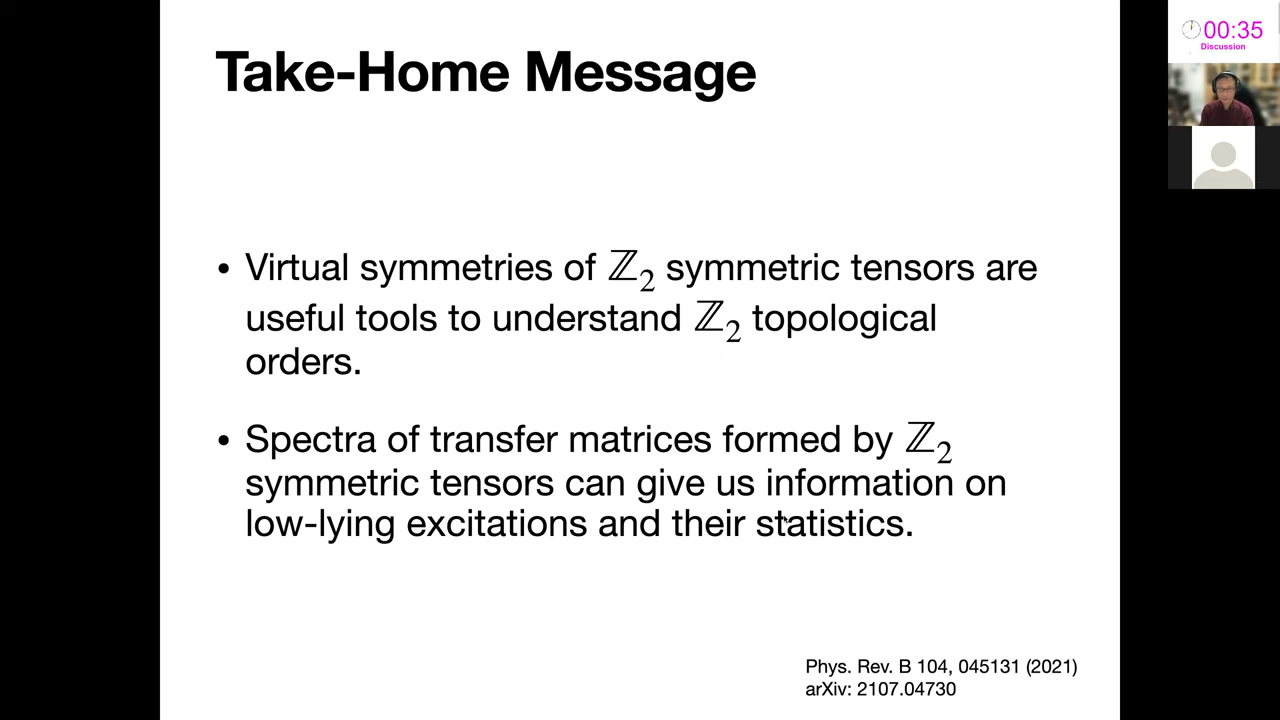 Take-Home Message
00:35
Discussion
• Virtual symmetries of ℤ₂ symmetric tensors are
useful tools to understand ℤ₂ topological
orders.
• Spectra of transfer matrices formed by ℤ₂
symmetric tensors can give us information on
low-lying excitations and their statistics.
Phys. Rev. B 104, 045131 (2021)
arXiv: 2107.04730